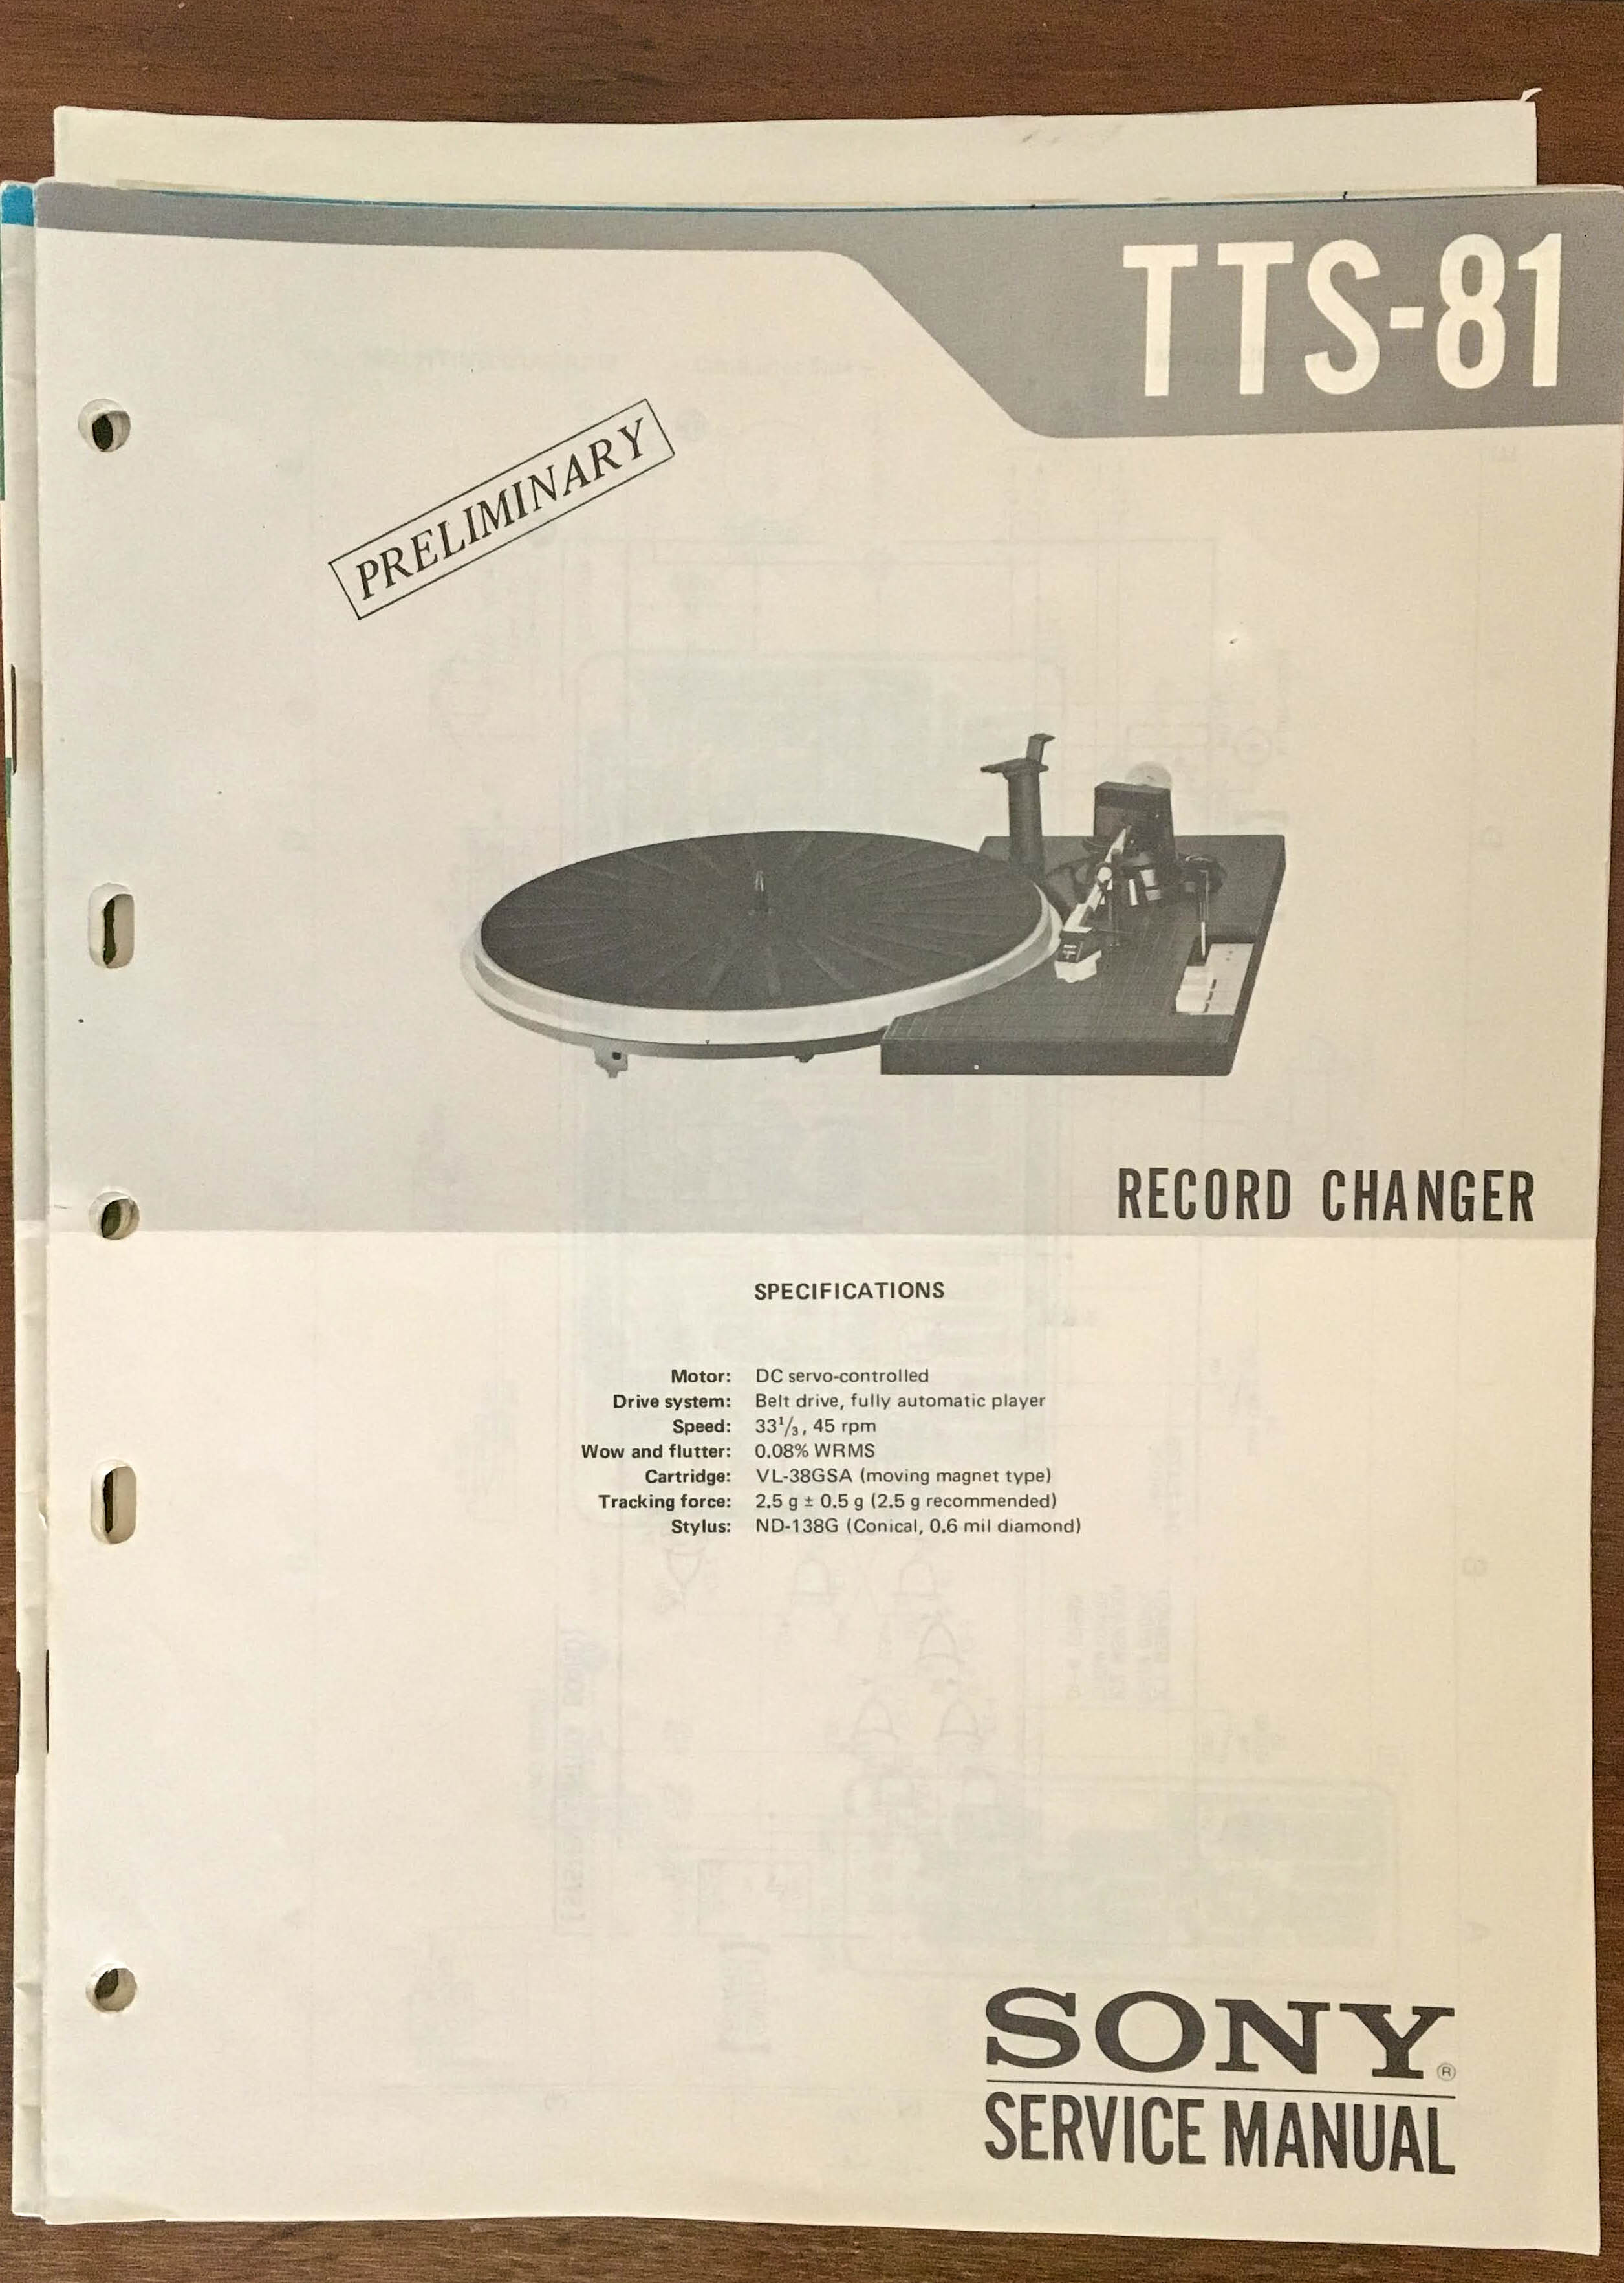 TTS-81
PRELIMINARY
RECORD CHANGER
SPECIFICATIONS
Motor: DC servo-controlled
Drive system: Belt drive, fully automatic player
Speed: 33¹/₃, 45 rpm
Wow and flutter: 0.08% WRMS
Cartridge: VL-38GSA (moving magnet type)
Tracking force: 2.5 g ± 0.5 g (2.5 g recommended)
Stylus: ND-138G (Conical, 0.6 mil diamond)
SONY®
SERVICE MANUAL